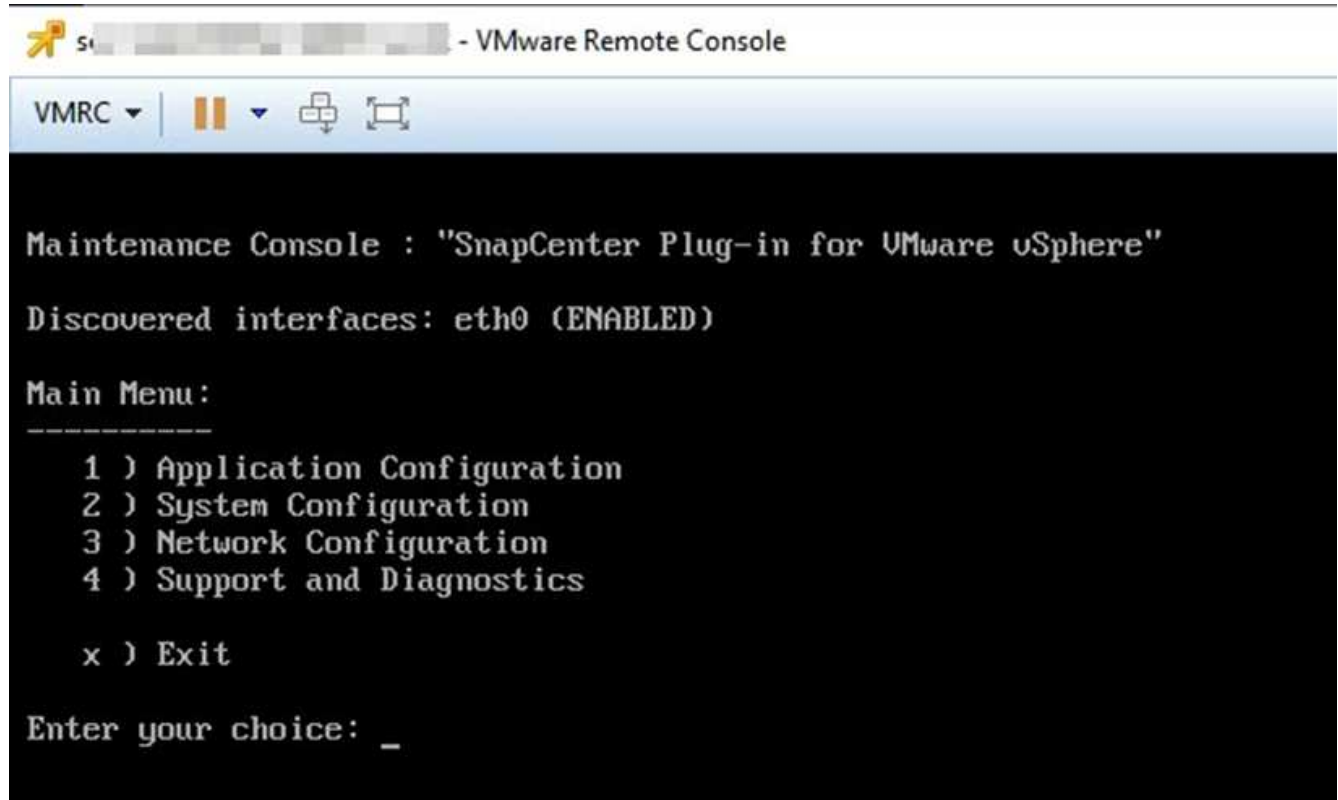 - VMware Remote Console
VMRC
Maintenance Console : "SnapCenter Plug-in for VMware vSphere"
Discovered interfaces: eth0 (ENABLED)
Main Menu:
----------
1 ) Application Configuration
2 ) System Configuration
3 ) Network Configuration
4 ) Support and Diagnostics
x ) Exit
Enter your choice: _